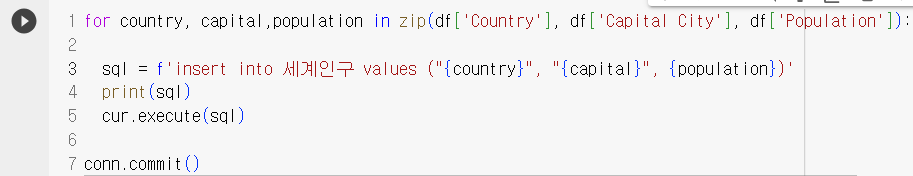 1 for country, capital,population in zip(df['Country'], df['Capital City'], df['Population']):
2
3   sql = f'insert into 세계인구 values ("{country}", "{capital}", {population})'
4   print(sql)
5   cur.execute(sql)
6
7 conn.commit()